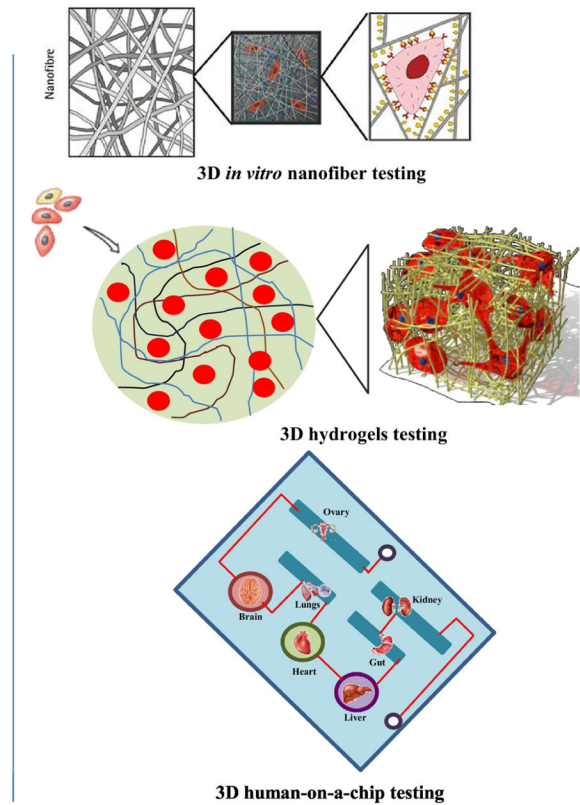 Nanofibre
3D in vitro nanofiber testing
3D hydrogels testing
Ovary
Lungs
Kidney
Brain
Heart
Gut
Liver
3D human-on-a-chip testing